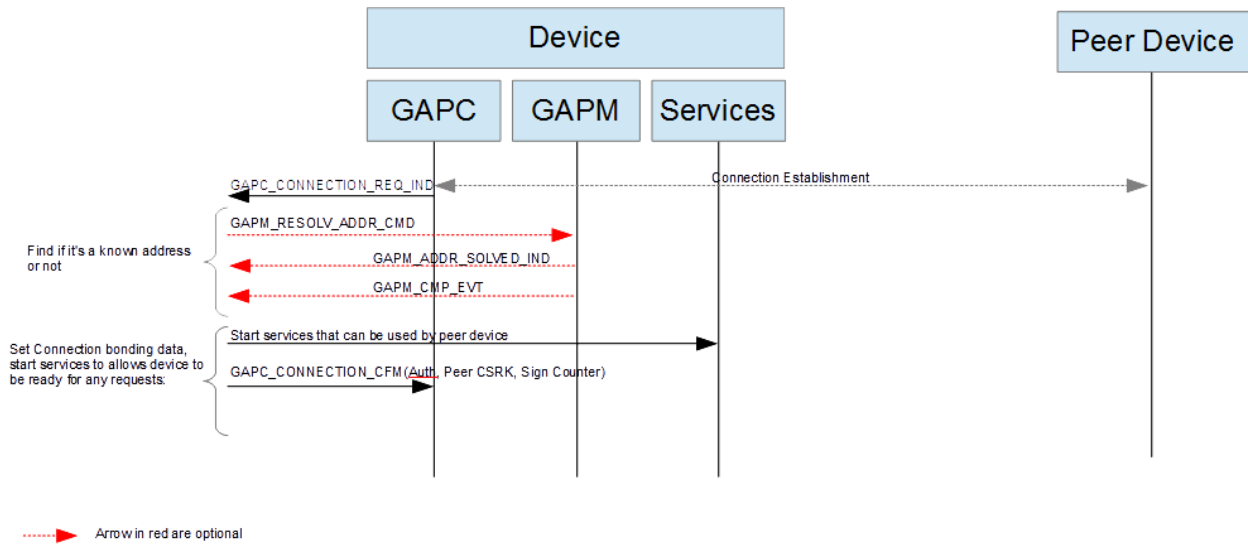 Device
Peer Device
GAPC
GAPM
Services
Connection Establishment
GAPC_CONNECTION_REQ_IND
GAPM_RESOLV_ADDR_CMD
Find if it's a known address
or not
GAPM_ADDR_SOLVED_IND
GAPM_CMP_EVT
Start services that can be used by peer device
Set Connection bonding data,
start services to allows device to
be ready for any requests:
GAPC_CONNECTION_CFM(Auth, Peer CSRK, Sign Counter)
Arrow in red are optional